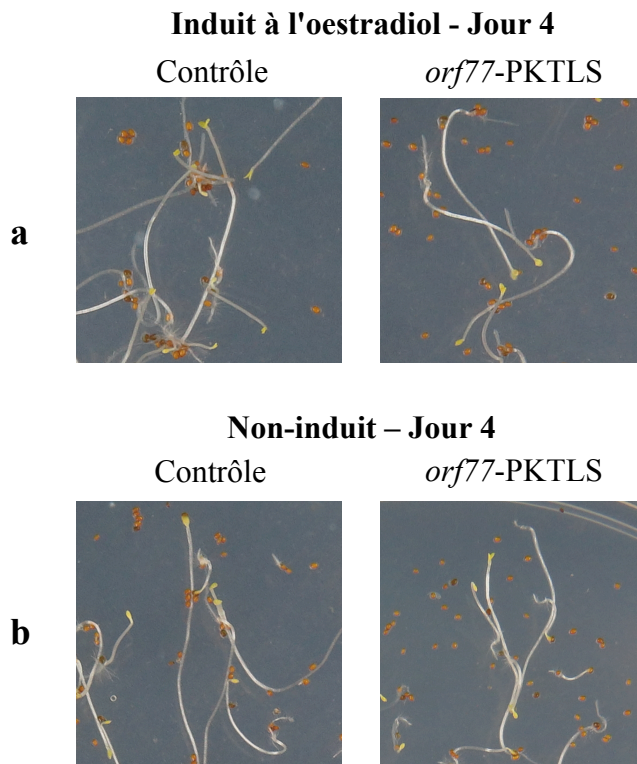 Induit à l'oestradiol - Jour 4
Contrôle orf77-PKTLS
a
Non-induit – Jour 4
Contrôle orf77-PKTLS
b